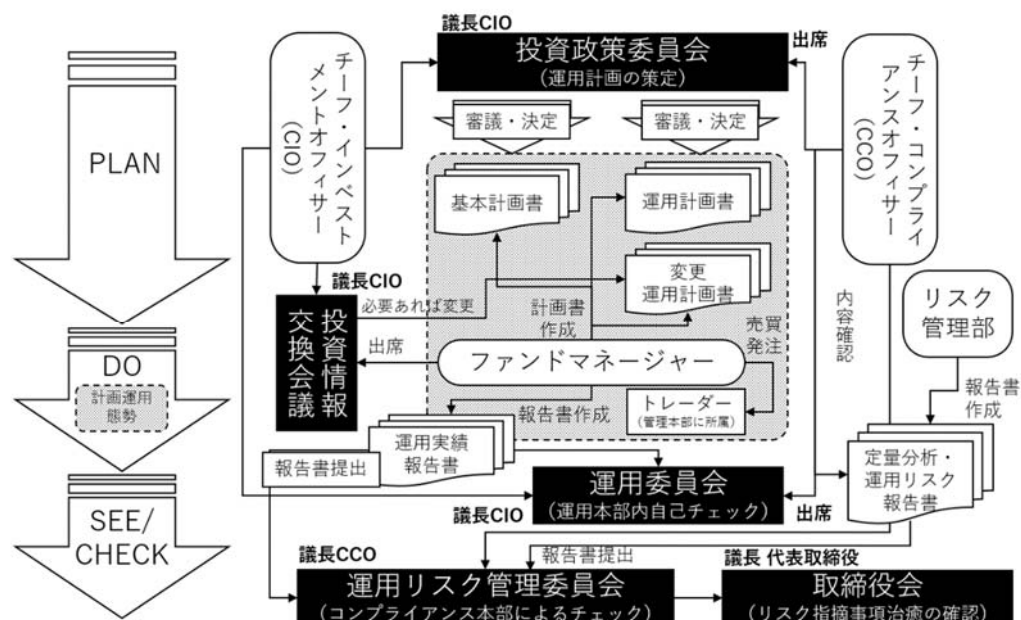 議長CIO
投資政策委員会
(運用計画の策定)
出席
チーフ・インベスト
メントオフィサー
(CIO)
チーフ・コンプライ
アンスオフィサー
(CCO)
審議・決定
審議・決定
PLAN
基本計画書
運用計画書
変更
運用計画書
議長CIO
必要あれば変更
計画書
作成
売買
発注
内容確認
リスク
管理部
投資情報
交換会議
出席
ファンドマネージャー
DO
計画運用
態勢
報告書作成
トレーダー
(管理本部に所属)
報告書
作成
運用実績
報告書
報告書提出
定量分析・
運用リスク
報告書
運用委員会
(運用本部内自己チェック)
議長CIO
出席
SEE/
CHECK
議長CCO
報告書提出
議長 代表取締役
運用リスク管理委員会
(コンプライアンス本部によるチェック)
取締役会
(リスク指摘事項治癒の確認)